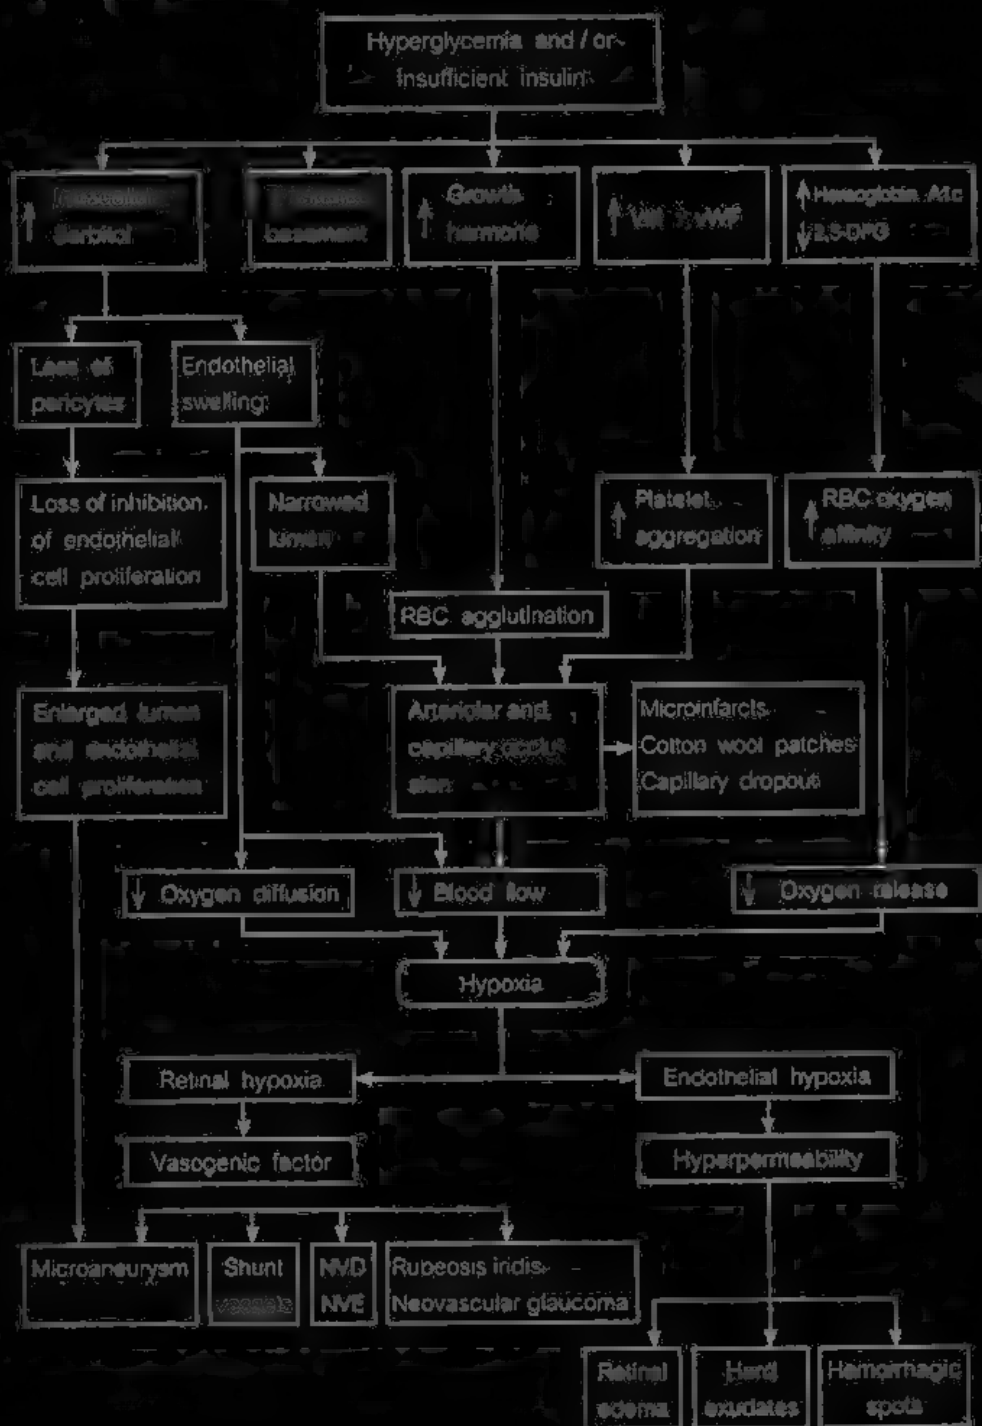 Hyperglycemia and / or
Insufficient insulin
↑ Sorbitol
basement
↑ Growth
hormone
↑
↑ Hemoglobin A1c
↓ 2,3-DPG
Loss of
pericytes
Endothelial
swelling
Loss of inhibition
of endothelial
cell proliferation
Narrowed
lumen
↑ Platelet
aggregation
↑ RBC oxygen
affinity
RBC agglutination
Enlarged lumen
and endothelial
cell proliferation
Arteriolar and
capillary occlu
sion
Microinfarcts
Cotton wool patches
Capillary dropout
↓ Oxygen diffusion
↓ Blood flow
↓ Oxygen release
Hypoxia
Retinal hypoxia
Endothelial hypoxia
Vasogenic factor
Hyperpermeability
Microaneurysm
Shunt
vessels
NVD
NVE
Rubeosis iridis
Neovascular glaucoma
Retinal
edema
Hard
exudates
Hemorrhagic
spots